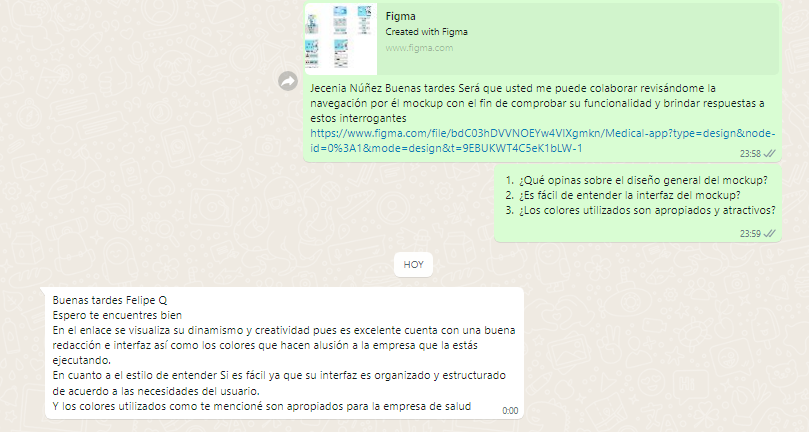 Figma
Created with Figma
www.figma.com
Jecenia Núñez Buenas tardes Será que usted me puede colaborar revisándome la
navegación por él mockup con el fin de comprobar su funcionalidad y brindar respuestas a
estos interrogantes
https://www.figma.com/file/bdC03hDVVNOEYw4VlXgmkn/Medical-app?type=design&node-
id=0%3A1&mode=design&t=9EBUKWT4C5eK1bLW-1
23:58
1. ¿Qué opinas sobre el diseño general del mockup?
2. ¿Es fácil de entender la interfaz del mockup?
3. ¿Los colores utilizados son apropiados y atractivos?
23:59
HOY
Buenas tardes Felipe Q
Espero te encuentres bien
En el enlace se visualiza su dinamismo y creatividad pues es excelente cuenta con una buena
redacción e interfaz así como los colores que hacen alusión a la empresa que la estás
ejecutando.
En cuanto a el estilo de entender Si es fácil ya que su interfaz es organizado y estructurado
de acuerdo a las necesidades del usuario.
Y los colores utilizados como te mencioné son apropiados para la empresa de salud
0:00